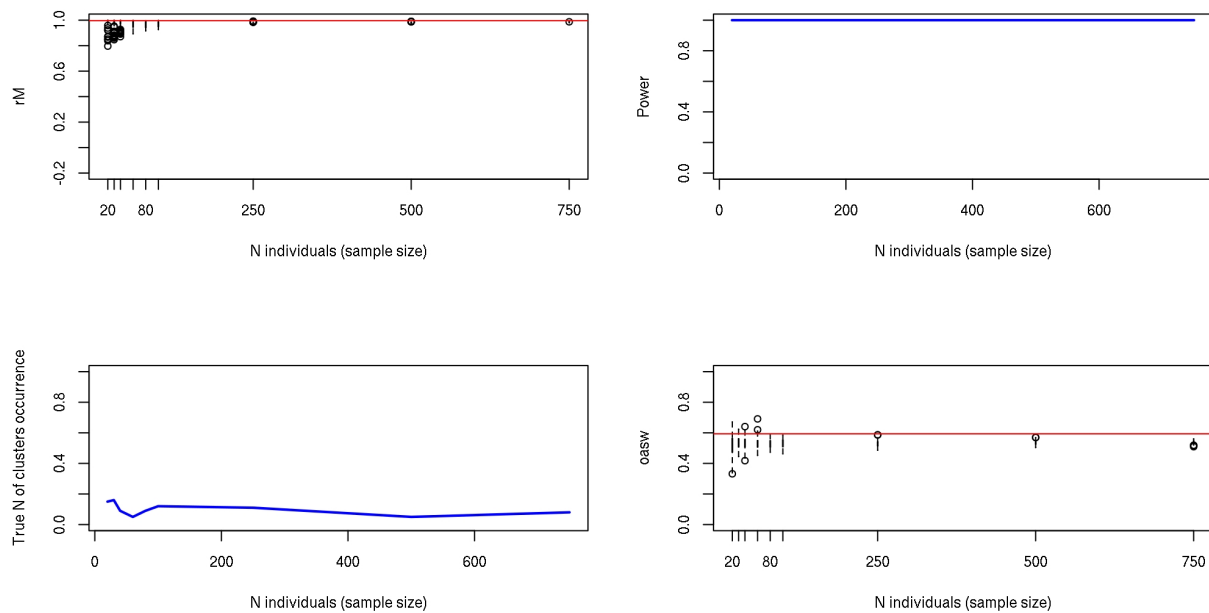 rM
-0.2 0.2 0.6 1.0
20 80 250 500 750
N individuals (sample size)
Power
0.0 0.4 0.8
0 200 400 600
N individuals (sample size)
True N of clusters occurrence
0.0 0.4 0.8
0 200 400 600
N individuals (sample size)
oasw
0.0 0.4 0.8
20 80 250 500 750
N individuals (sample size)